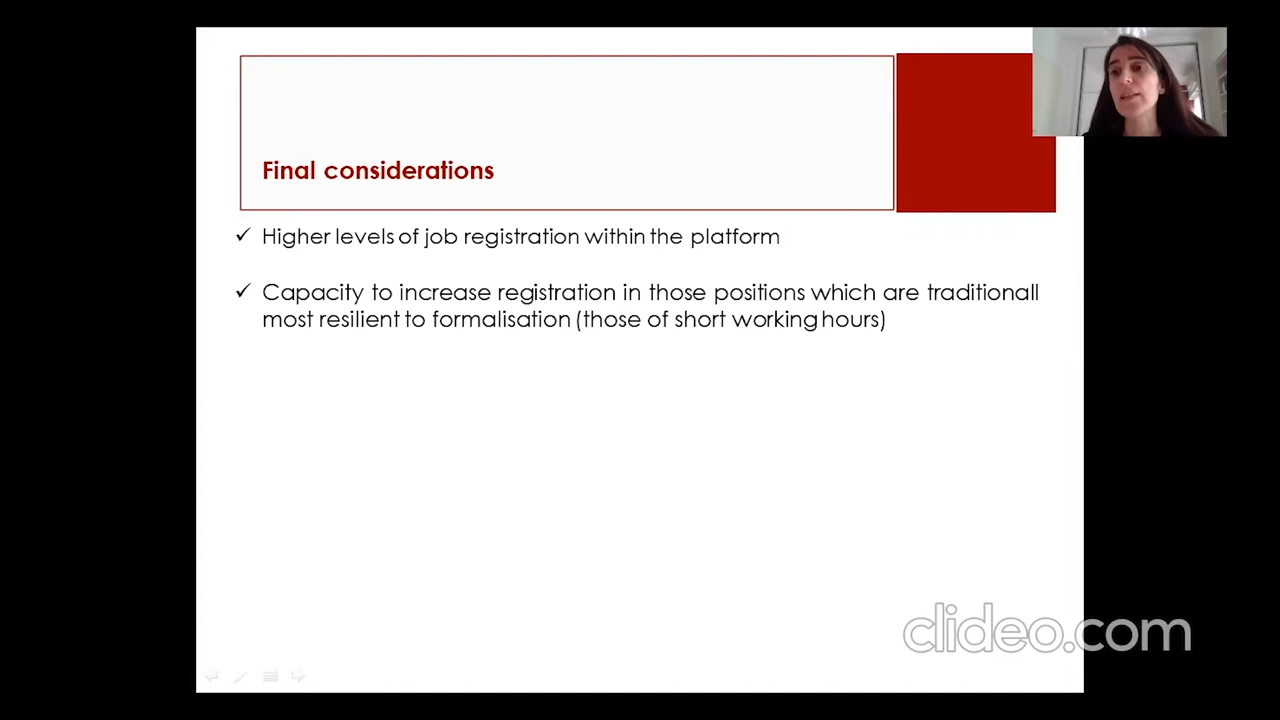 Final considerations
✓ Higher levels of job registration within the platform
✓ Capacity to increase registration in those positions which are traditionall
most resilient to formalisation (those of short working hours)
clideo.com